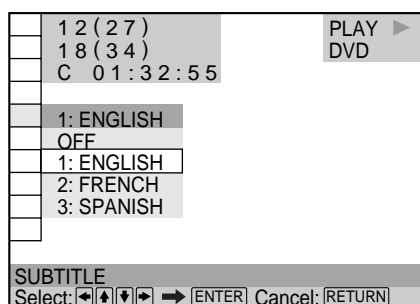 12(27)
PLAY ▶
18(34)
DVD
C 01:32:55
1: ENGLISH
OFF
1: ENGLISH
2: FRENCH
3: SPANISH
SUBTITLE
Select: ←↑↓→ ➡ ENTER Cancel: RETURN